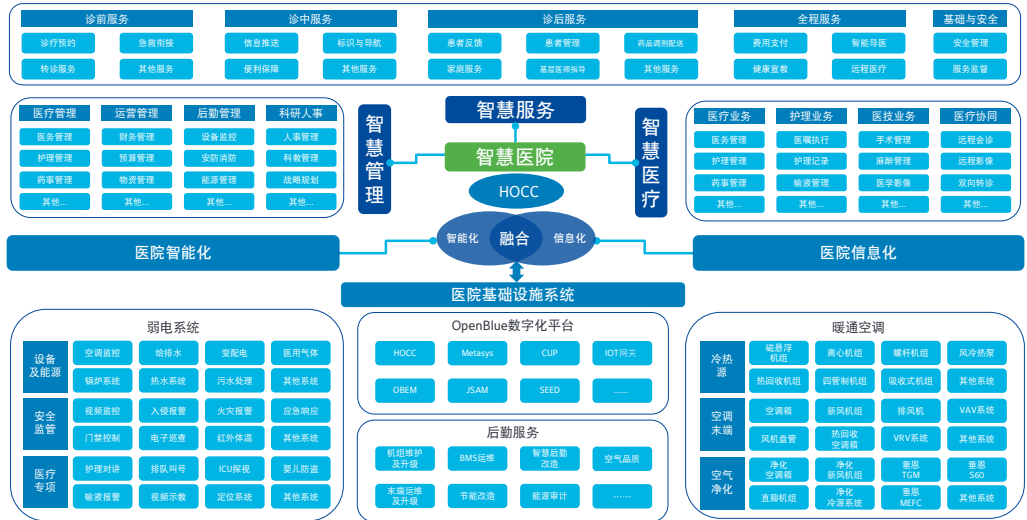 诊前服务
诊疗预约 急救衔接
转诊服务 其他服务
诊中服务
信息推送 标识与导航
便利保障 其他服务
诊后服务
患者反馈 患者管理 药品调剂配送
家庭服务 基层医师指导 其他服务
全程服务
费用支付 智能导医
健康宣教 远程医疗
基础与安全
安全管理
服务监督
医疗管理 运营管理 后勤管理 科研人事
医务管理 财务管理 设备监控 人事管理
护理管理 预算管理 安防消防 科教管理
药事管理 物资管理 能源管理 战略规划
其他... 其他... 其他... 其他...
智慧管理
智慧服务
智慧医院
HOCC
智能化 融合 信息化
智慧医疗
医疗业务 护理业务 医技业务 医疗协同
医务管理 医嘱执行 手术管理 远程会诊
护理管理 护理记录 麻醉管理 远程影像
药事管理 输液管理 医学影像 双向转诊
其他... 其他... 其他... 其他...
医院智能化
医院信息化
医院基础设施系统
弱电系统
设备
及能源
空调监控 给排水 变配电 医用气体
锅炉系统 热水系统 污水处理 其他系统
安全
监管
视频监控 入侵报警 火灾报警 应急响应
门禁控制 电子巡查 红外体温 其他系统
医疗
专项
护理对讲 排队叫号 ICU探视 婴儿防盗
输液报警 视频示教 定位系统 其他系统
OpenBlue数字化平台
HOCC Metasys CUP IOT网关
OBEM JSAM SEED ......
后勤服务
机组维护
及升级
BMS运维
智慧后勤
改造
空气品质
末端运维
及升级
节能改造
能源审计
......
暖通空调
冷热
源
磁悬浮
机组
离心机组 螺杆机组 风冷热泵
热回收机组 四管制机组 吸收式机组 其他系统
空调
末端
空调箱 新风机组 排风机 VAV系统
风机盘管
热回收
空调箱
VRV系统 其他系统
空气
净化
净化
空调箱
净化
新风机组
重恩
TGM
重恩
S60
直膨机组
净化
冷源系统
重恩
MEFC
其他系统